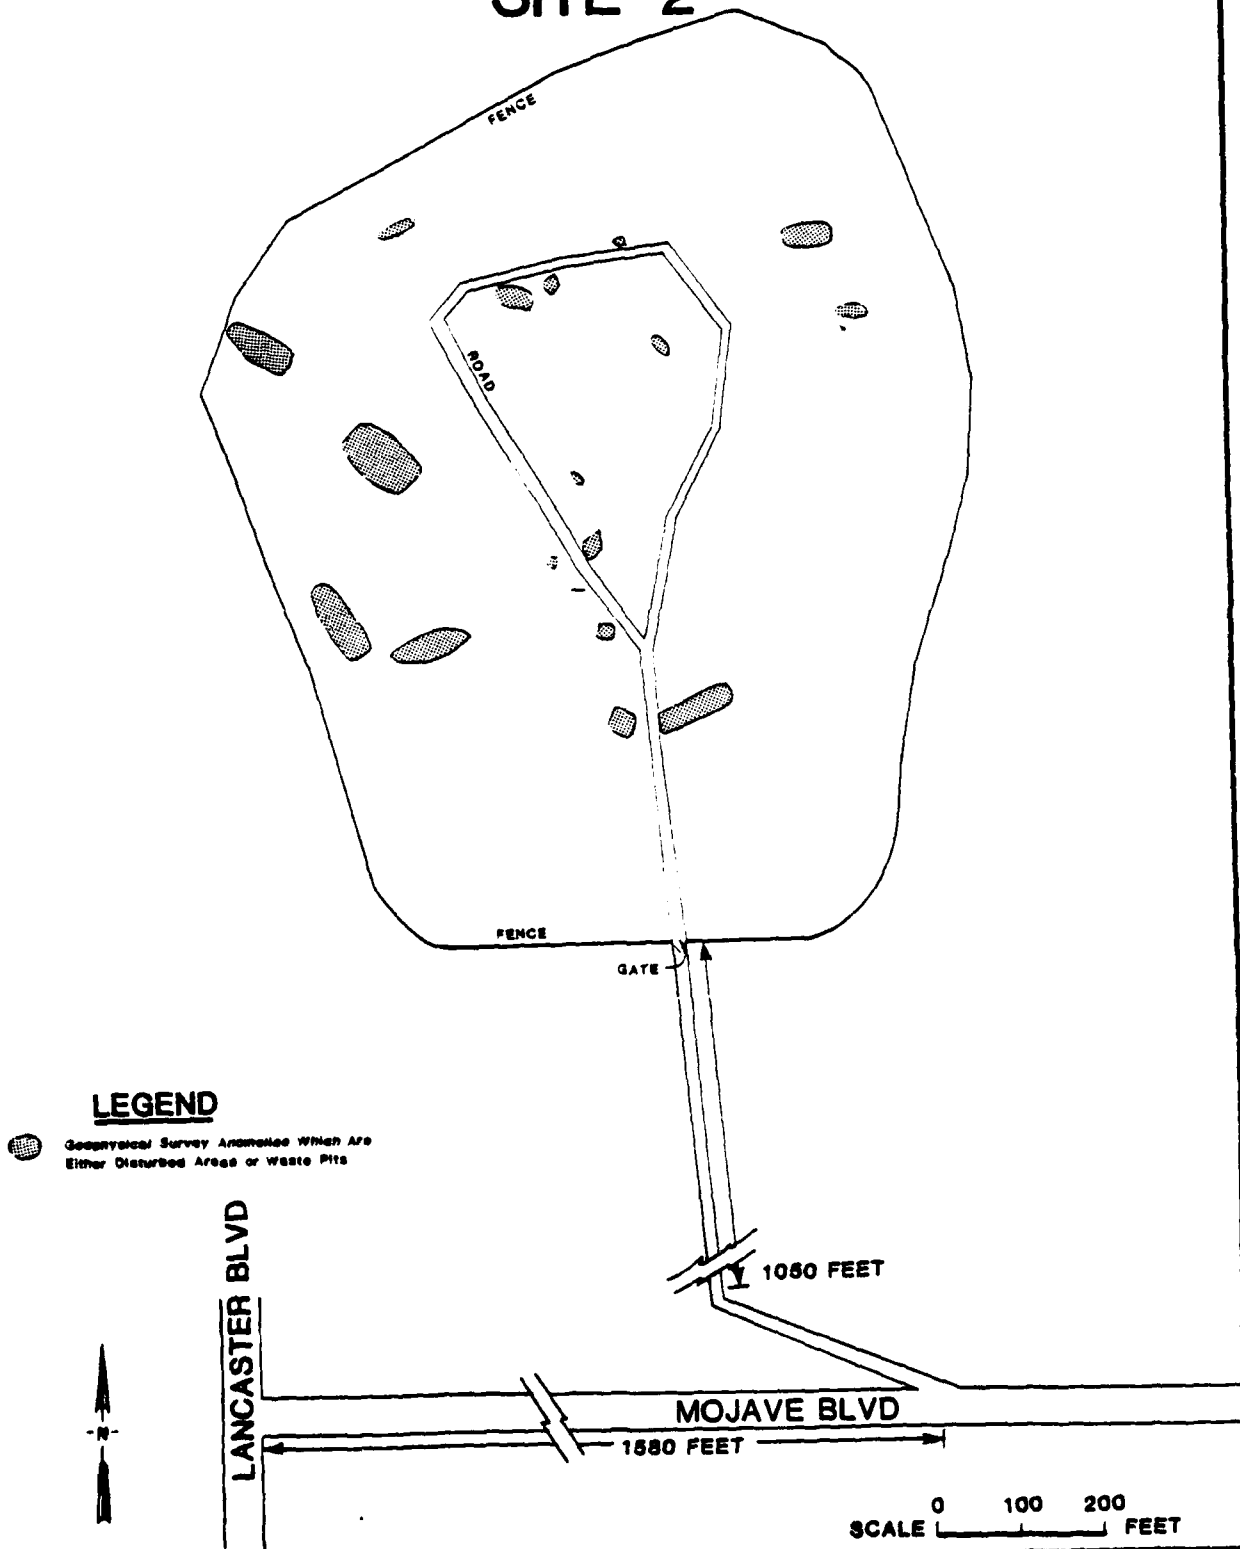 SITE 2
FENCE
ROAD
FENCE
GATE
LEGEND
Geophysical Survey Anomalies Which Are
Either Disturbed Areas or Waste Pits
LANCASTER BLVD
1050 FEET
MOJAVE BLVD
1580 FEET
-N-
0 100 200
SCALE FEET